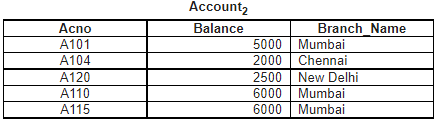 Account2
Acno Balance Branch_Name
A101 5000 Mumbai
A104 2000 Chennai
A120 2500 New Delhi
A110 6000 Mumbai
A115 6000 Mumbai